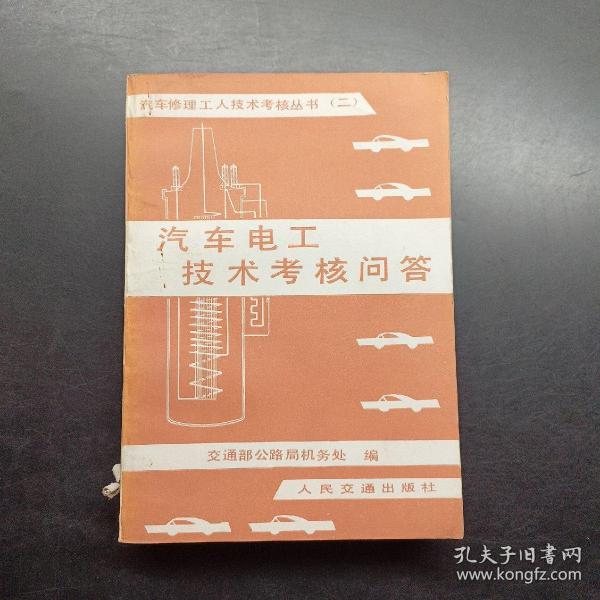 汽车修理工人技术考核丛书（二）
汽车电工
技术考核问答
交通部公路局机务处 编
人民交通出版社
孔夫子旧书网
www.kongfz.com